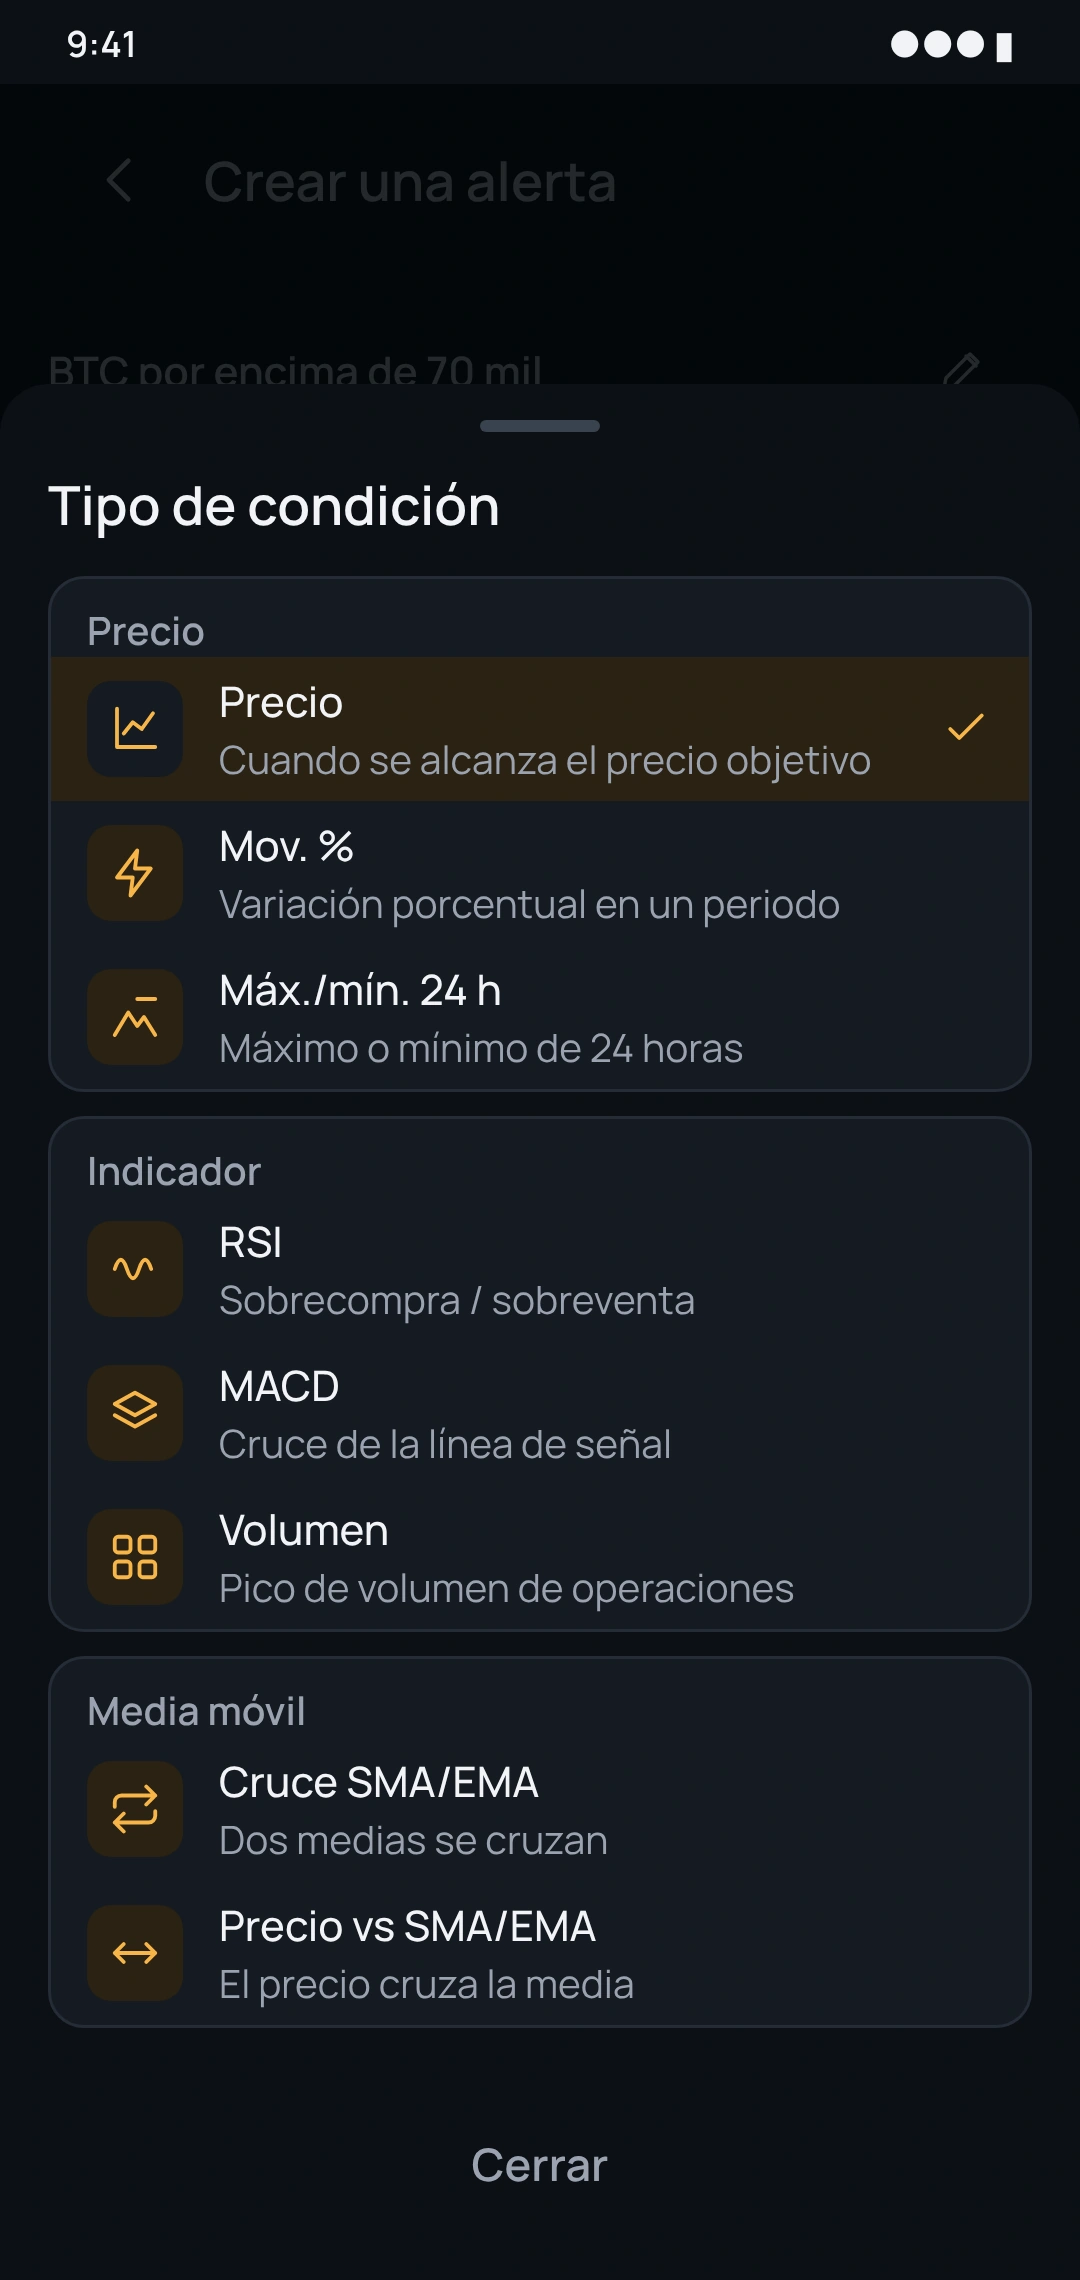 9:41
Crear una alerta
BTC por encima de 70 mil
Tipo de condición
Precio
Precio
Cuando se alcanza el precio objetivo
Mov. %
Variación porcentual en un periodo
Máx./mín. 24 h
Máximo o mínimo de 24 horas
Indicador
RSI
Sobrecompra / sobreventa
MACD
Cruce de la línea de señal
Volumen
Pico de volumen de operaciones
Media móvil
Cruce SMA/EMA
Dos medias se cruzan
Precio vs SMA/EMA
El precio cruza la media
Cerrar